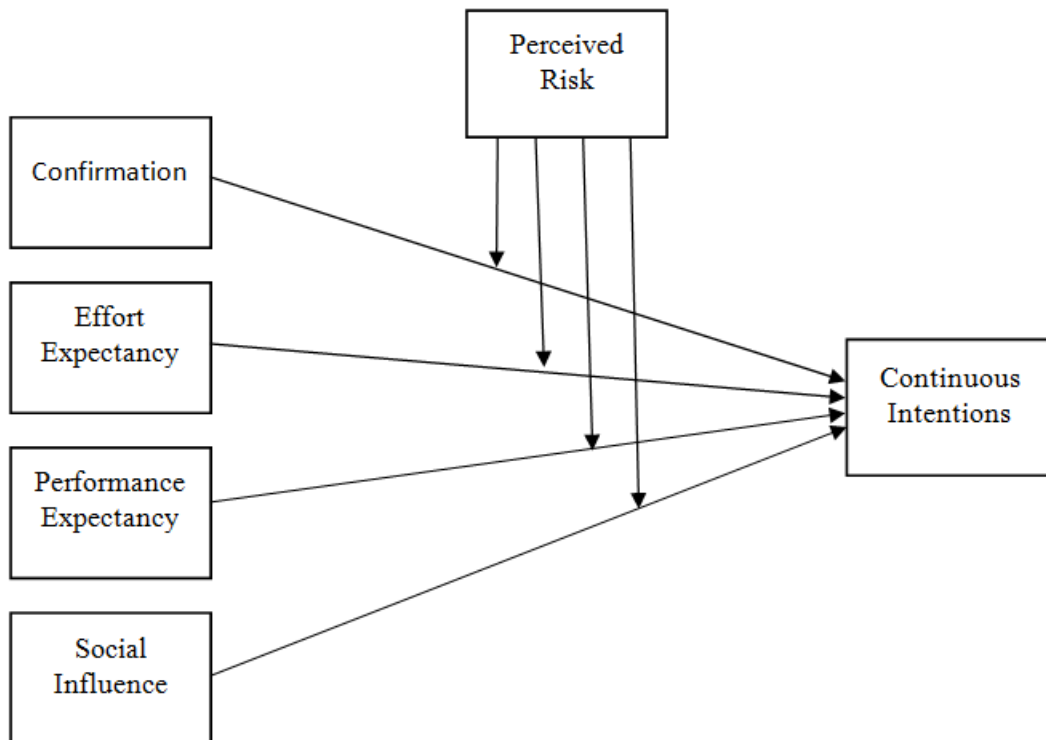 Perceived
Risk
Confirmation
Effort
Expectancy
Continuous
Intentions
Performance
Expectancy
Social
Influence